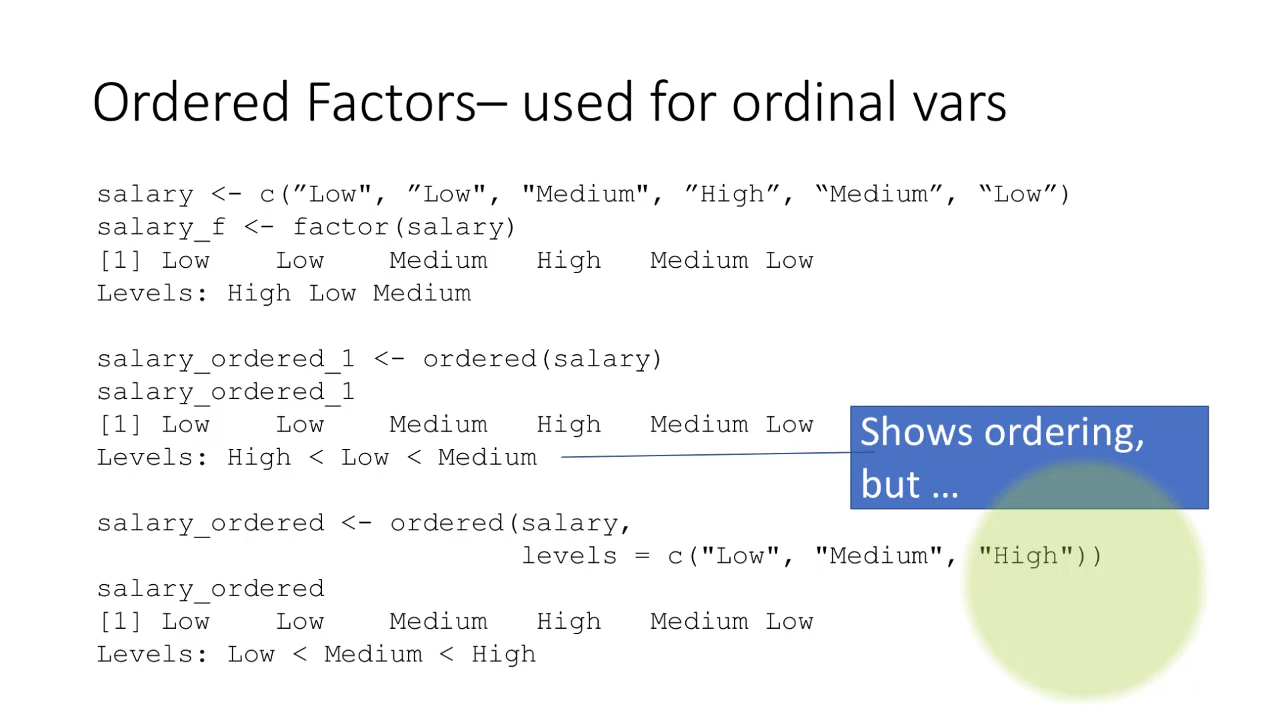 Ordered Factors– used for ordinal vars
salary <- c(”Low", ”Low", "Medium", ”High”, “Medium”, “Low”)
salary_f <- factor(salary)
[1] Low    Low    Medium   High   Medium Low
Levels: High Low Medium
salary_ordered_1 <- ordered(salary)
salary_ordered_1
[1] Low    Low    Medium   High   Medium Low
Levels: High < Low < Medium
Shows ordering,
but …
salary_ordered <- ordered(salary,
levels = c("Low", "Medium", "High"))
salary_ordered
[1] Low    Low    Medium   High   Medium Low
Levels: Low < Medium < High